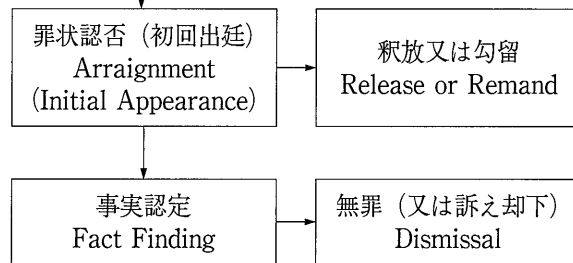 罪状認否（初回出廷）
Arraignment
(Initial Appearance)
釈放又は勾留
Release or Remand
事実認定
Fact Finding
無罪（又は訴え却下）
Dismissal